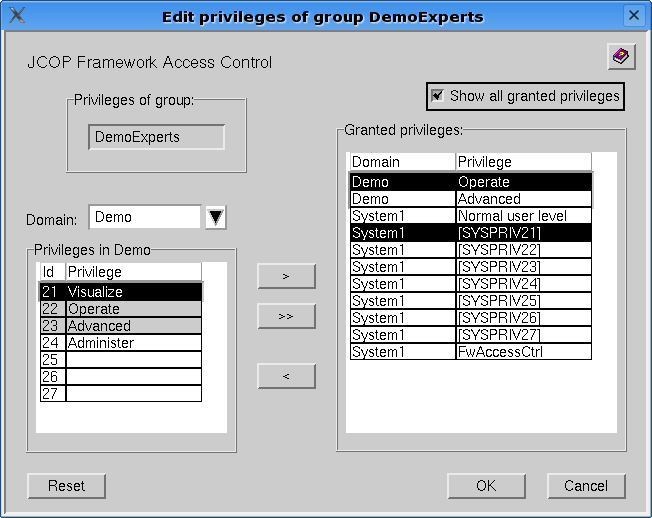 Edit privileges of group DemoExperts
JCOP Framework Access Control
Show all granted privileges
Privileges of group:
DemoExperts
Domain: Demo
Privileges in Demo
Id Privilege
21 Visualize
22 Operate
23 Advanced
24 Administer
25
26
27
>
>>
<
Granted privileges:
Domain Privilege
Demo Operate
Demo Advanced
System1 Normal user level
System1 [SYSPRIV21]
System1 [SYSPRIV22]
System1 [SYSPRIV23]
System1 [SYSPRIV24]
System1 [SYSPRIV25]
System1 [SYSPRIV26]
System1 [SYSPRIV27]
System1 FwAccessCtrl
Reset
OK
Cancel